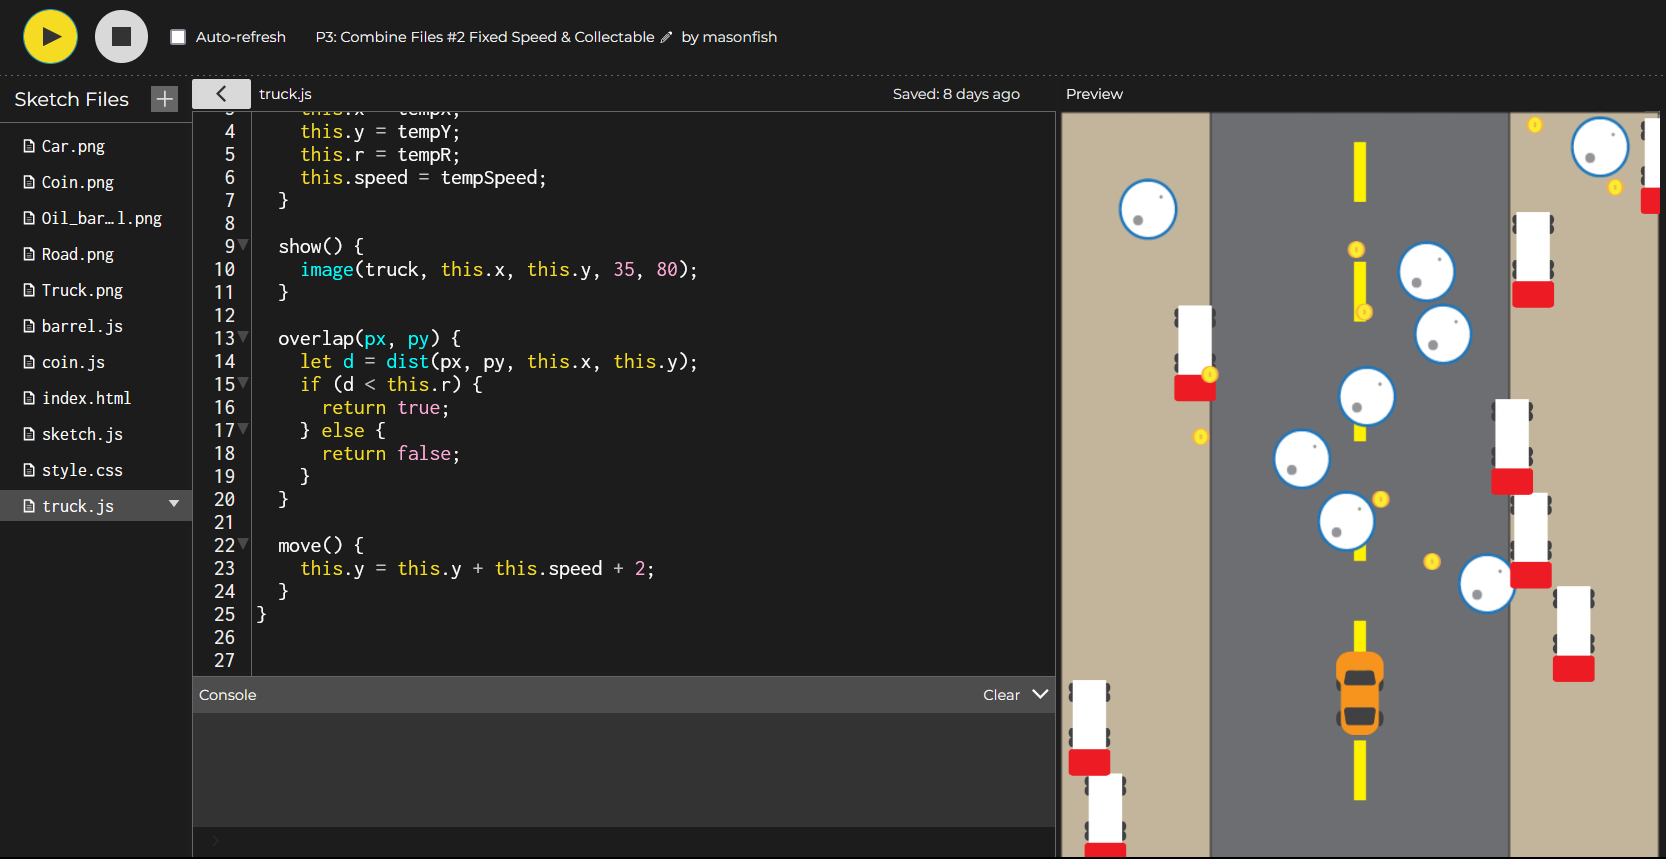 Auto-refresh
P3: Combine Files #2 Fixed Speed & Collectable by masonfish
Sketch Files
truck.js
Saved: 8 days ago
Preview
Car.png
Coin.png
Oil_bar…l.png
Road.png
Truck.png
barrel.js
coin.js
index.html
sketch.js
style.css
truck.js
3 this.x = tempX;
4 this.y = tempY;
5 this.r = tempR;
6 this.speed = tempSpeed;
7 }
8
9 show() {
10 image(truck, this.x, this.y, 35, 80);
11 }
12
13 overlap(px, py) {
14 let d = dist(px, py, this.x, this.y);
15 if (d < this.r) {
16 return true;
17 } else {
18 return false;
19 }
20 }
21
22 move() {
23 this.y = this.y + this.speed + 2;
24 }
25 }
26
27
Console
Clear